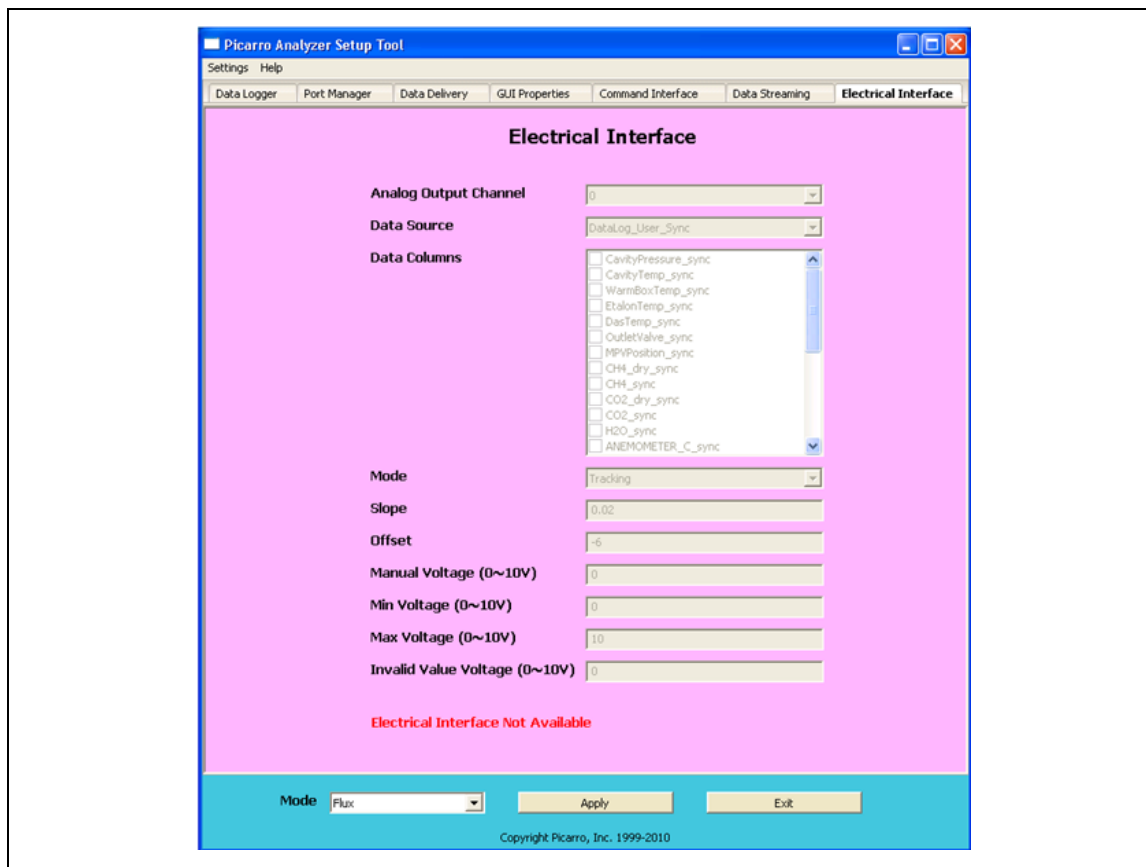 Picarro Analyzer Setup Tool
Settings Help
Data Logger Port Manager Data Delivery GUI Properties Command Interface Data Streaming Electrical Interface
Electrical Interface
Analog Output Channel 0
Data Source DataLog_User_Sync
Data Columns CavityPressure_sync
CavityTemp_sync
WarmBoxTemp_sync
EtalonTemp_sync
DasTemp_sync
OutletValve_sync
MPVPosition_sync
CH4_dry_sync
CH4_sync
CO2_dry_sync
CO2_sync
H2O_sync
ANEMOMETER_C_sync
Mode Tracking
Slope 0.02
Offset -6
Manual Voltage (0~10V) 0
Min Voltage (0~10V) 0
Max Voltage (0~10V) 10
Invalid Value Voltage (0~10V) 0
Electrical Interface Not Available
Mode Flux Apply Exit
Copyright Picarro, Inc. 1999-2010